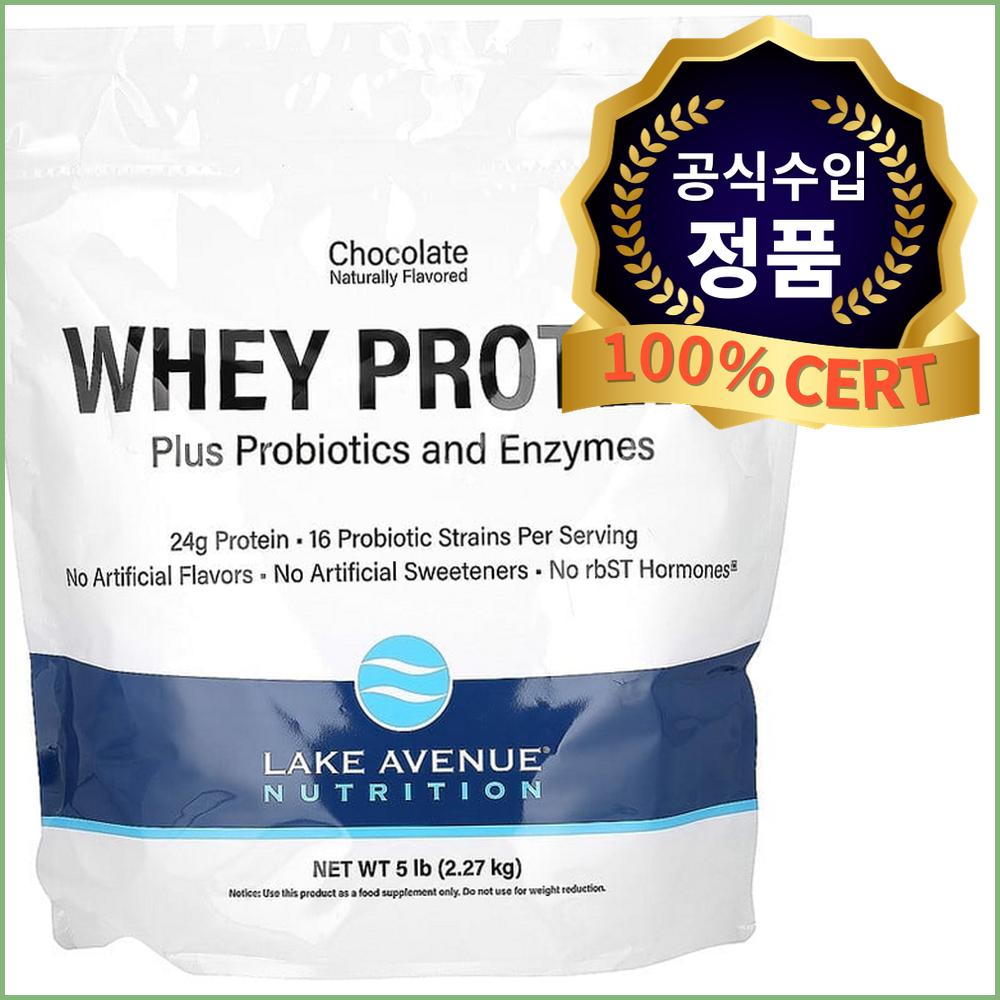 공식수입
정품
100% CERT
Chocolate
Naturally Flavored
WHEY
Plus Probiotics and Enzymes
24g Protein • 16 Probiotic Strains Per Serving
No Artificial Flavors • No Artificial Sweeteners • No rbST Hormones
LAKE AVENUE®
NUTRITION
NET WT 5 lb (2.27 kg)
Notice: Use this product as a food supplement only. Do not use for weight reduction.